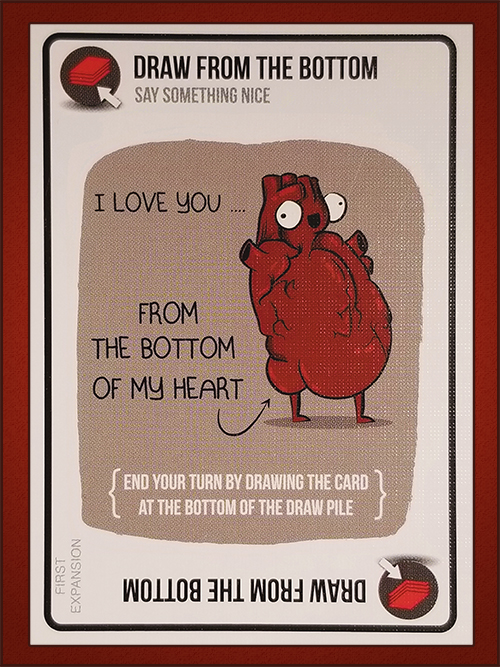 DRAW FROM THE BOTTOM
SAY SOMETHING NICE
I LOVE YOU ....
FROM
THE BOTTOM
OF MY HEART
{ END YOUR TURN BY DRAWING THE CARD
AT THE BOTTOM OF THE DRAW PILE }
FIRST
EXPANSION
DRAW FROM THE BOTTOM